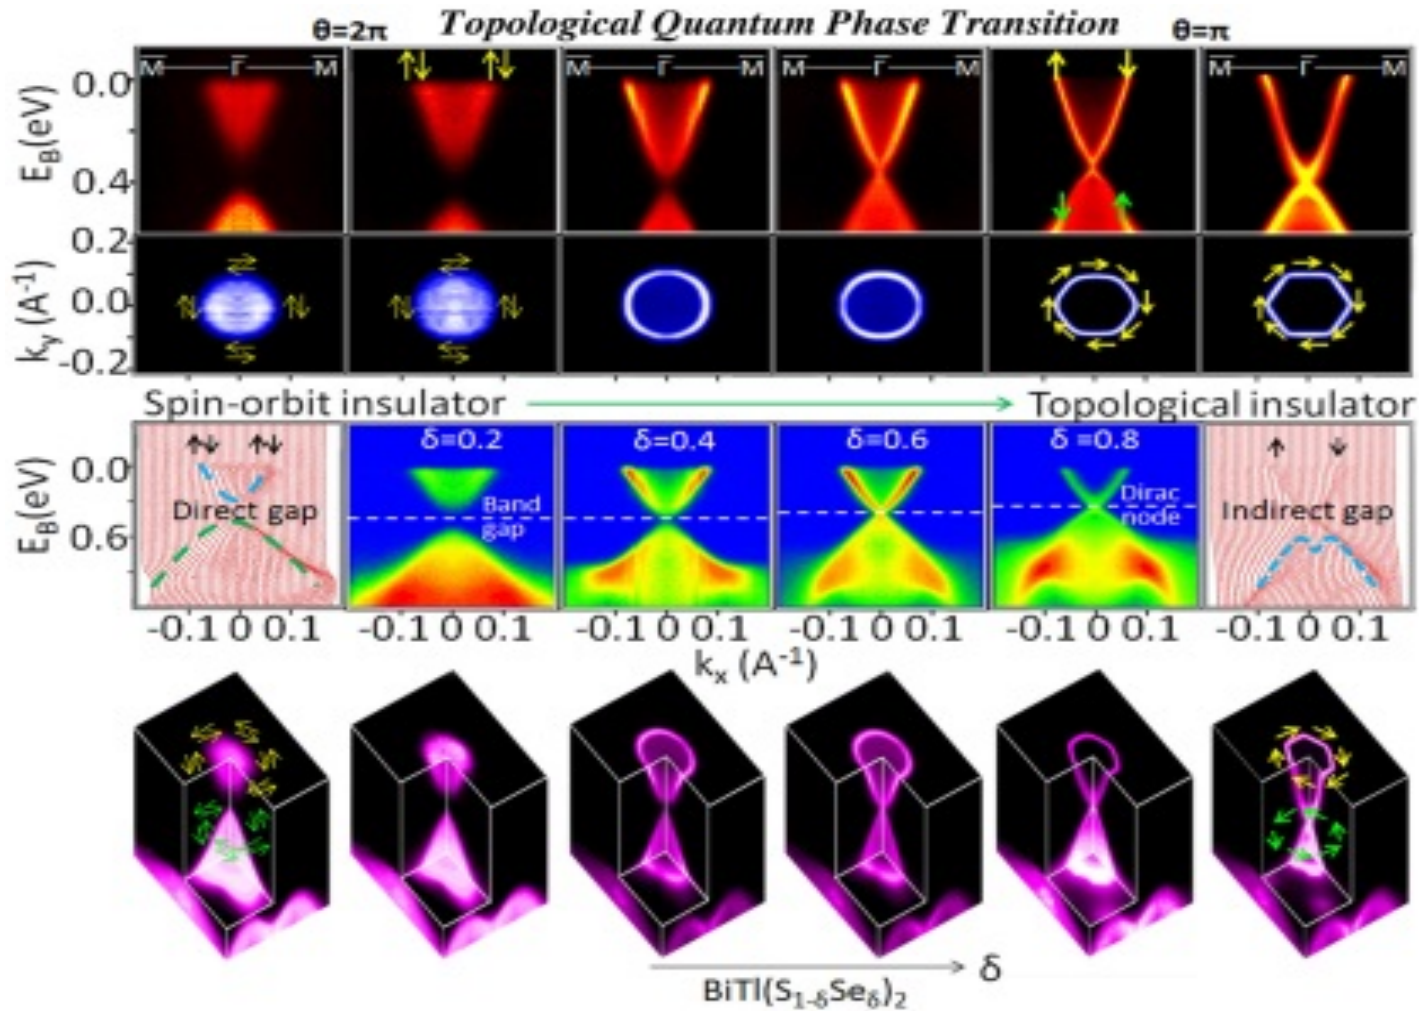 θ=2π Topological Quantum Phase Transition θ=π
M̅ Γ̅ M̅ M̅ Γ̅ M̅ M̅ Γ̅ M̅ M̅ Γ̅ M̅
0.0
E_B(eV)
0.4
0.2
k_y (A⁻¹)
0.0
-0.2
Spin-orbit insulator Topological insulator
δ=0.2 δ=0.4 δ=0.6 δ=0.8
0.0
E_B(eV)
0.6
Direct gap
Band
gap
Dirac
node
Indirect gap
-0.1 0 0.1 -0.1 0 0.1 -0.1 0 0.1 -0.1 0 0.1 -0.1 0 0.1 -0.1 0 0.1
k_x (A⁻¹)
δ
BiTl(S_{1-δ}Se_δ)_2